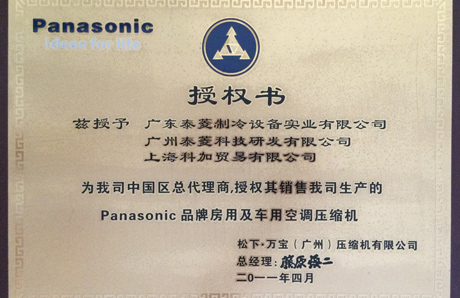 Panasonic
ideas for life
授权书
兹授予 广东泰菱制冷设备实业有限公司
广州泰菱科技研发有限公司
上海科加贸易有限公司
为我司中国区总代理商,授权其销售我司生产的
Panasonic 品牌房用及车用空调压缩机
松下·万宝(广州)压缩机有限公司
总经理: 藤原
二〇一一年四月